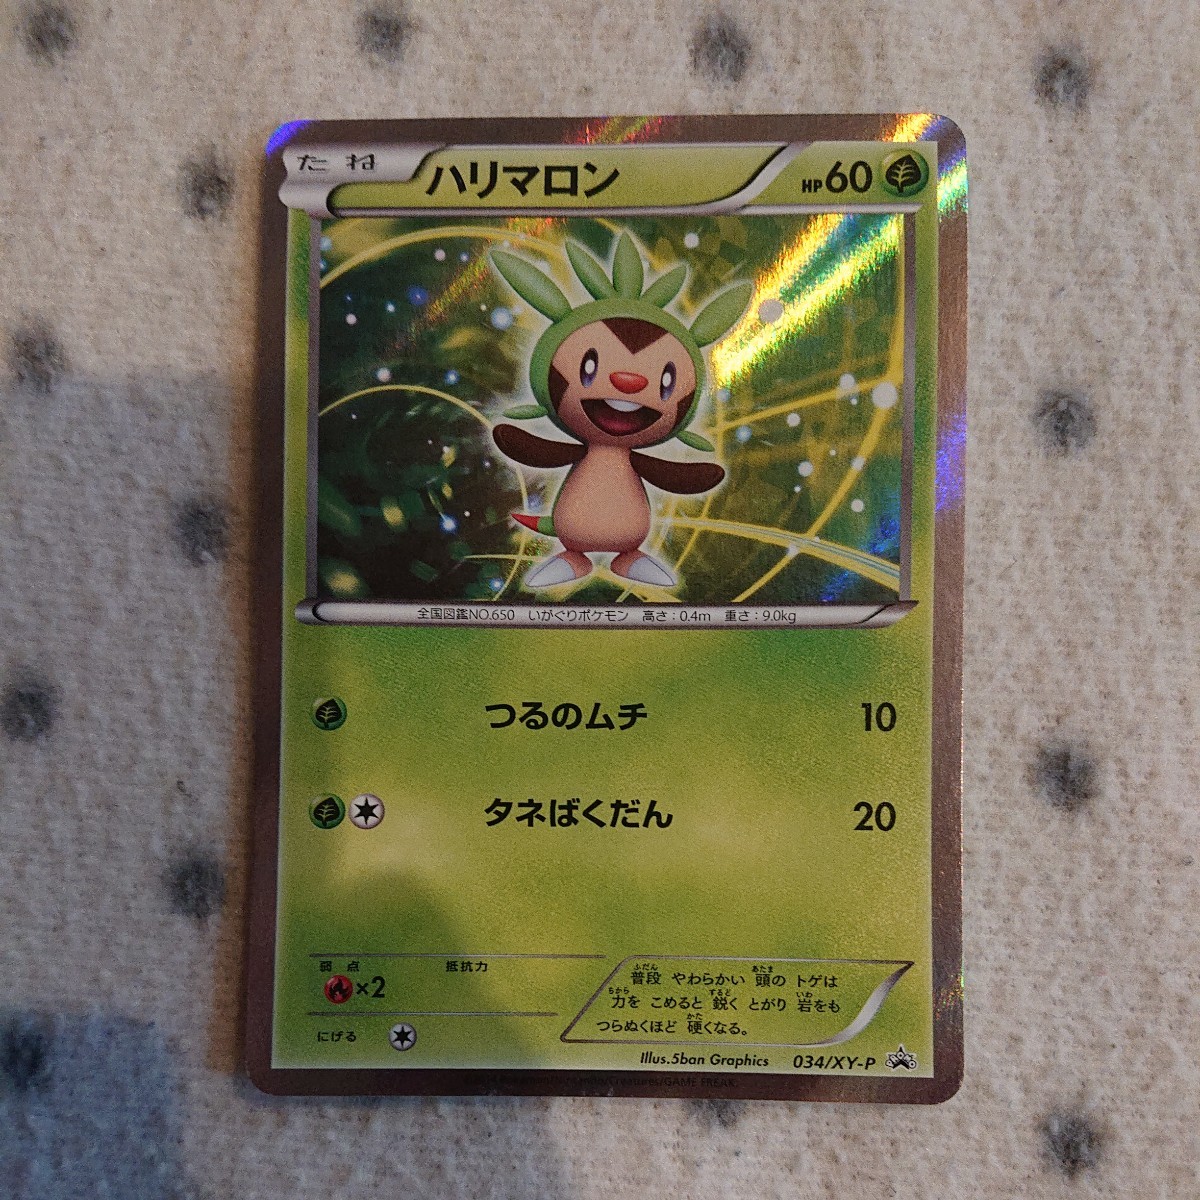 たね ハリマロン HP60
全国図鑑NO.650 いがぐりポケモン 高さ:0.4m 重さ:9.0kg
つるのムチ 10
タネばくだん 20
弱点 抵抗力
×2
にげる
普段 やわらかい 頭の トゲは
力を こめると 鋭く とがり 岩をも
つらぬくほど 硬くなる。
Illus.5ban Graphics 034/XY-P
Creatures/GAME FREAK.